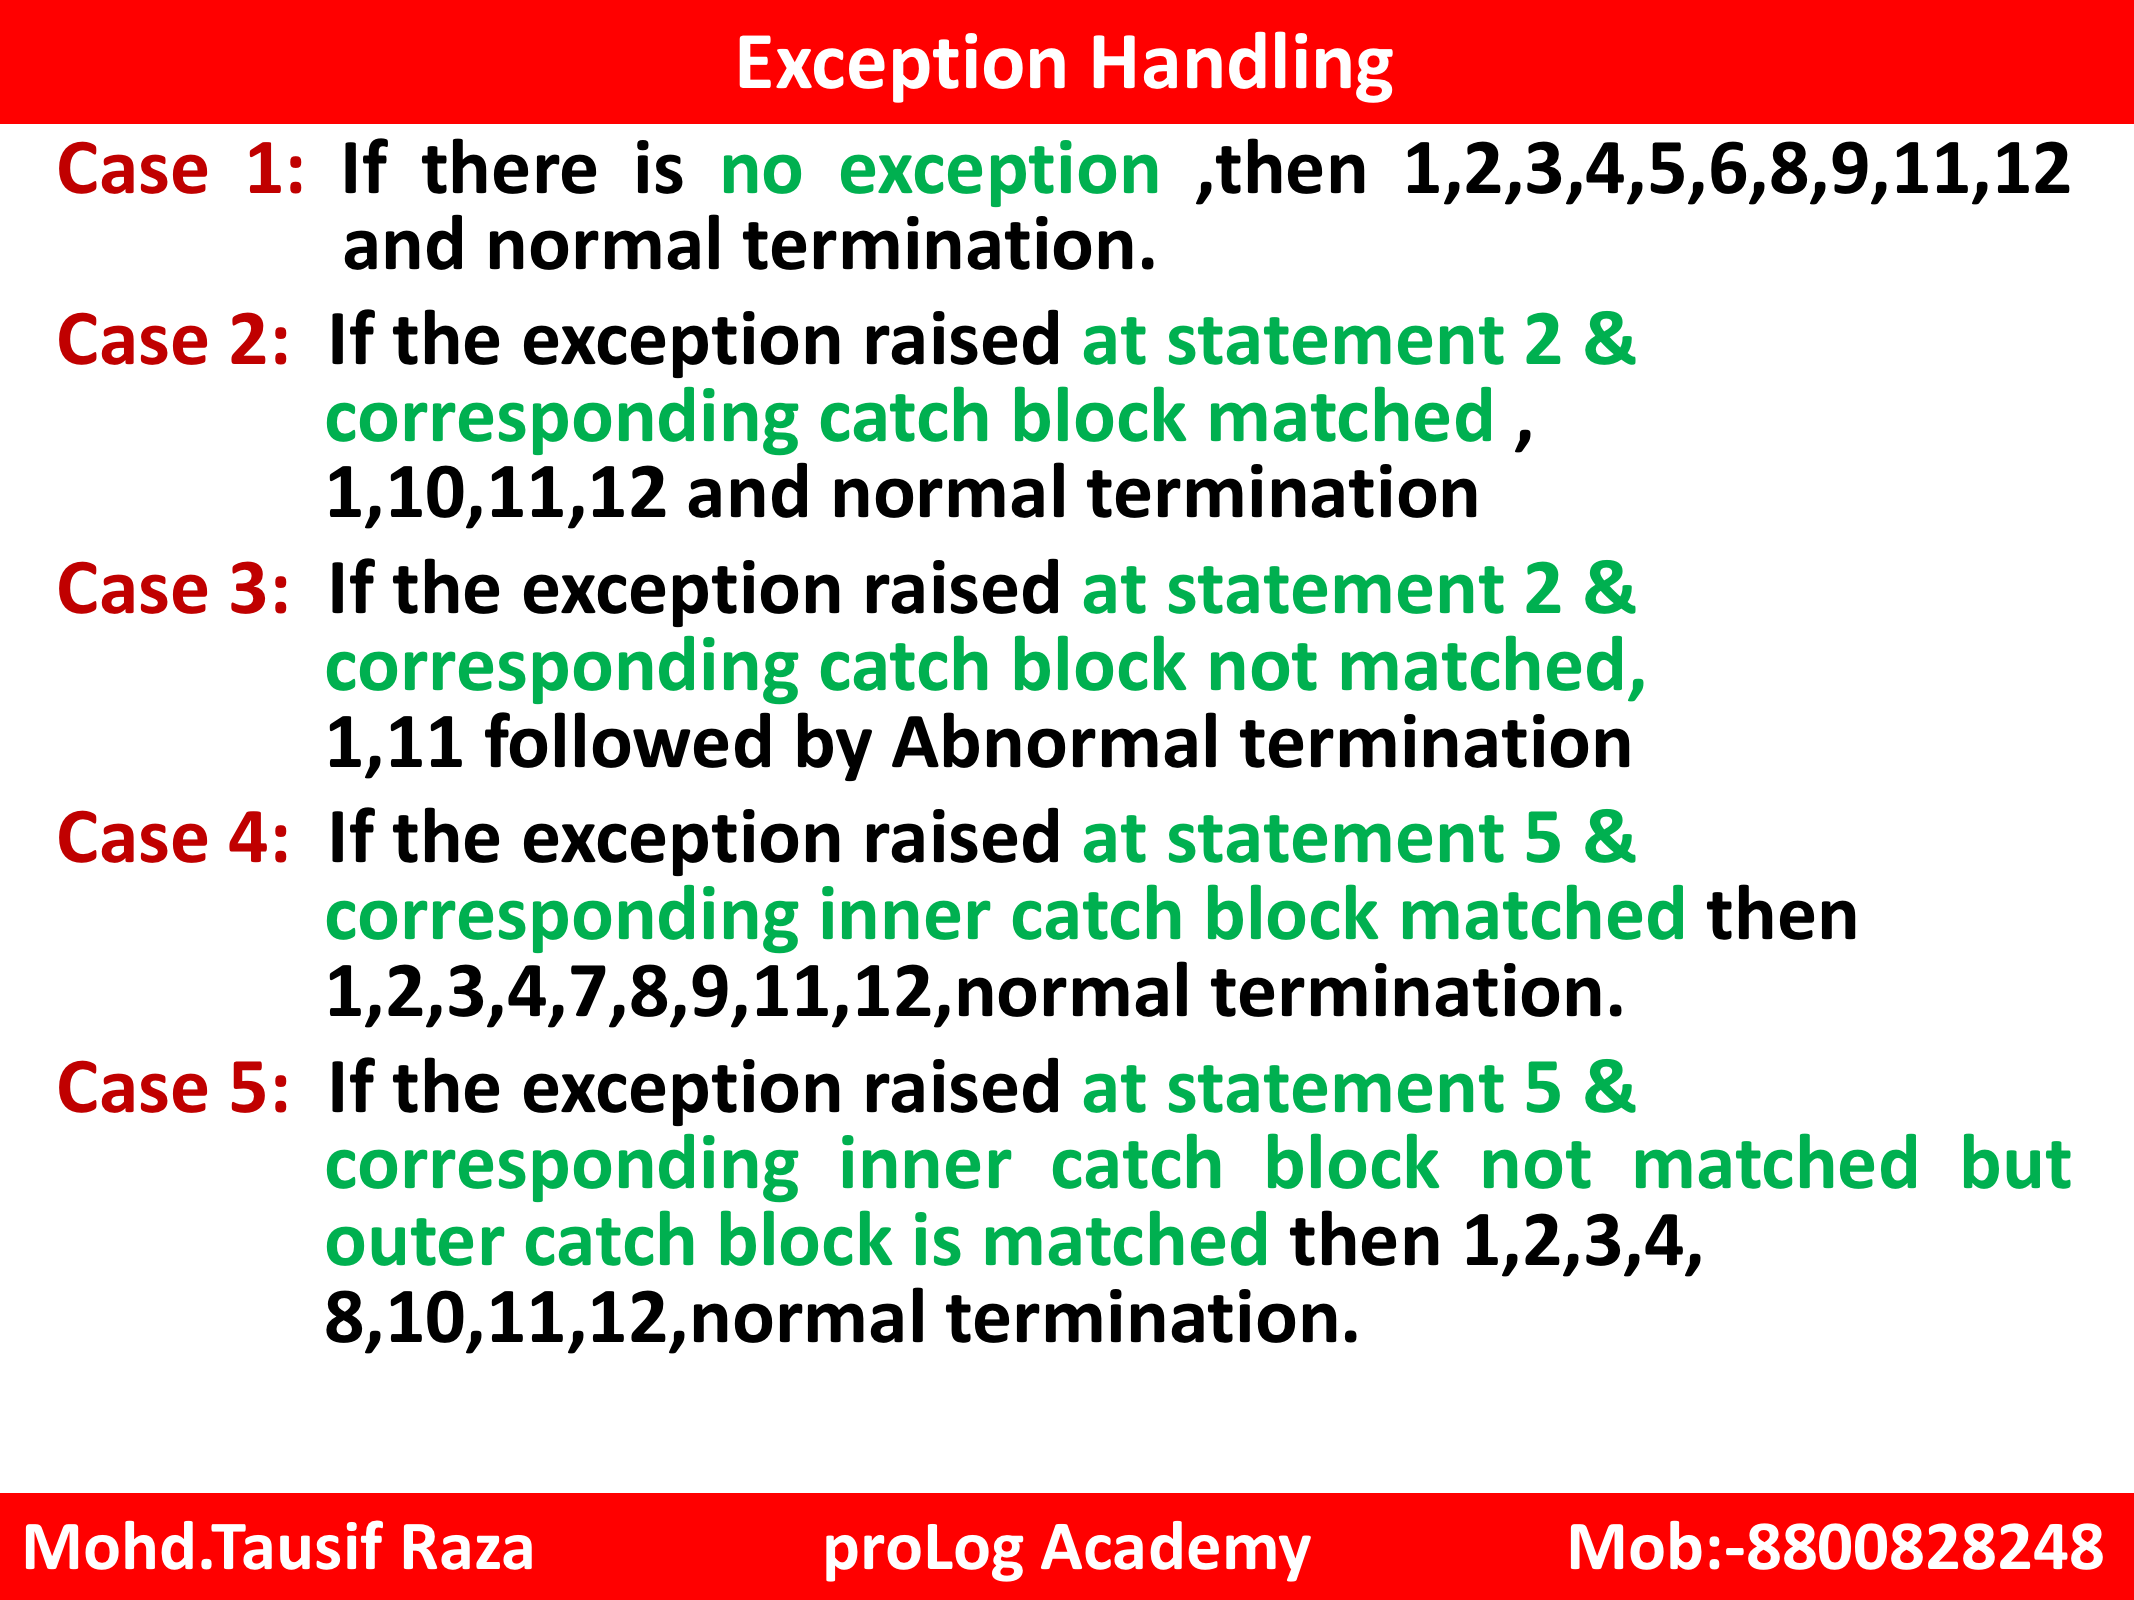 Exception Handling
Case 1: If there is no exception ,then 1,2,3,4,5,6,8,9,11,12
and normal termination.
Case 2: If the exception raised at statement 2 &
corresponding catch block matched ,
1,10,11,12 and normal termination
Case 3: If the exception raised at statement 2 &
corresponding catch block not matched,
1,11 followed by Abnormal termination
Case 4: If the exception raised at statement 5 &
corresponding inner catch block matched then
1,2,3,4,7,8,9,11,12,normal termination.
Case 5: If the exception raised at statement 5 &
corresponding inner catch block not matched but
outer catch block is matched then 1,2,3,4,
8,10,11,12,normal termination.
Mohd.Tausif Raza proLog Academy Mob:-8800828248